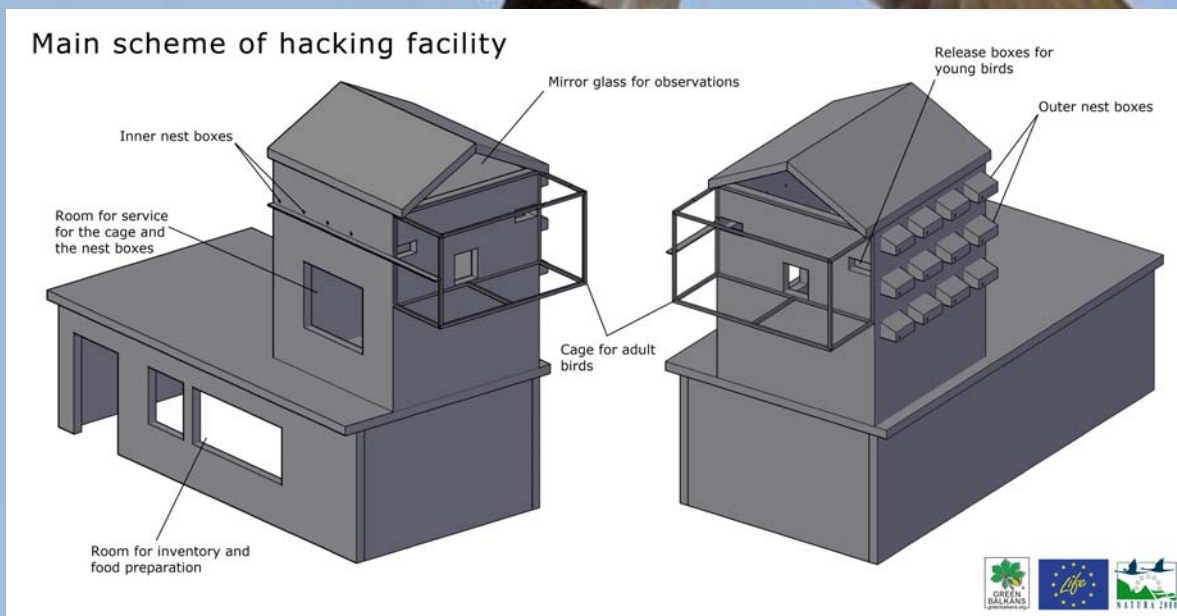 Main scheme of hacking facility
Mirror glass for observations
Release boxes for
young birds
Outer nest boxes
Inner nest boxes
Room for service
for the cage and
the nest boxes
Cage for adult
birds
Room for inventory and
food preparation
GREEN
BALKANS
greenbalkans.org
Life
NATURA 2000